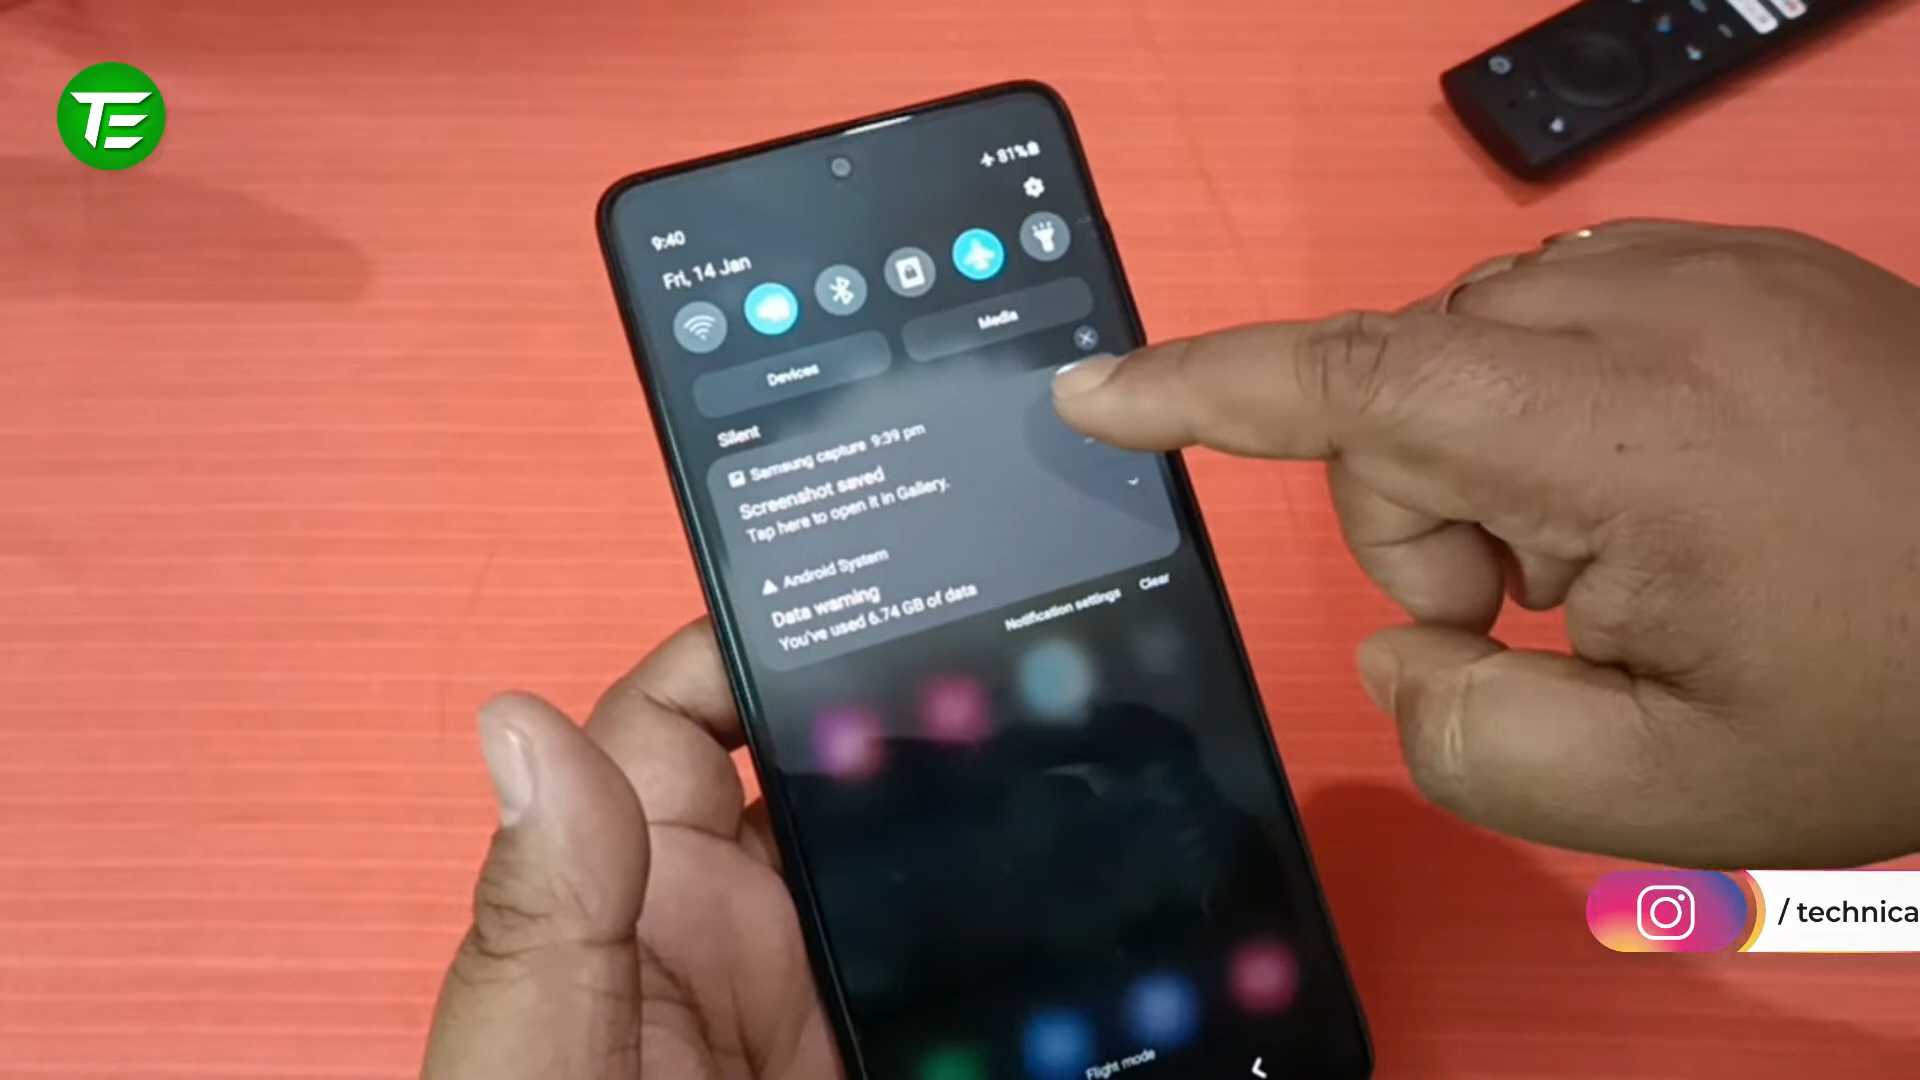 TE
81%
9:40
Fri, 14 Jan
Devices
Media
Silent
Samsung capture 9:39 pm
Screenshot saved
Tap here to open it in Gallery.
Android System
Data warning
You've used 6.74 GB of data
Notification settings
Clear
Flight mode
/ technica